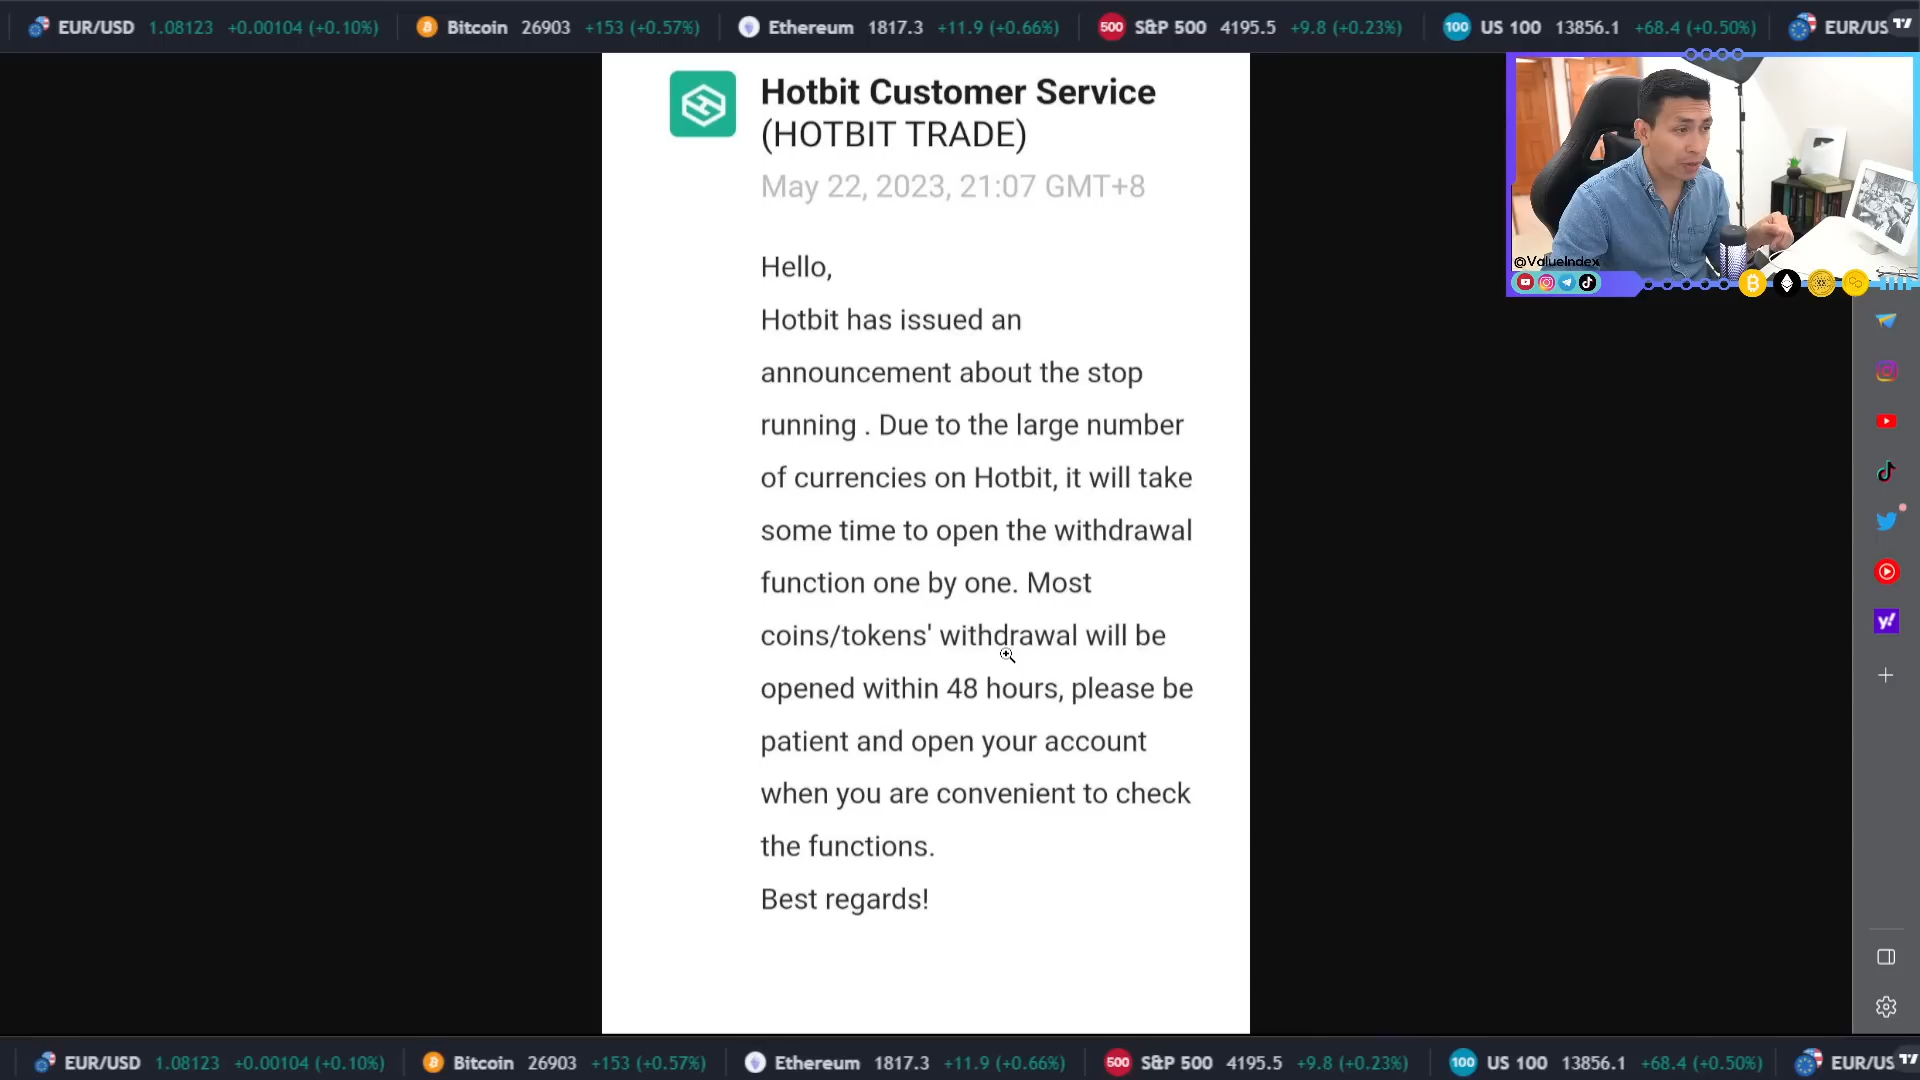 EUR/USD 1.08123 +0.00104 (+0.10%) Bitcoin 26903 +153 (+0.57%) Ethereum 1817.3 +11.9 (+0.66%) 500 S&P 500 4195.5 +9.8 (+0.23%) 100 US 100 13856.1 +68.4 (+0.50%) EUR/US
Hotbit Customer Service
(HOTBIT TRADE)
May 22, 2023, 21:07 GMT+8
Hello,
Hotbit has issued an
announcement about the stop
running . Due to the large number
of currencies on Hotbit, it will take
some time to open the withdrawal
function one by one. Most
coins/tokens' withdrawal will be
opened within 48 hours, please be
patient and open your account
when you are convenient to check
the functions.
Best regards!
@ValueIndex
y!
EUR/USD 1.08123 +0.00104 (+0.10%) Bitcoin 26903 +153 (+0.57%) Ethereum 1817.3 +11.9 (+0.66%) 500 S&P 500 4195.5 +9.8 (+0.23%) 100 US 100 13856.1 +68.4 (+0.50%) EUR/US